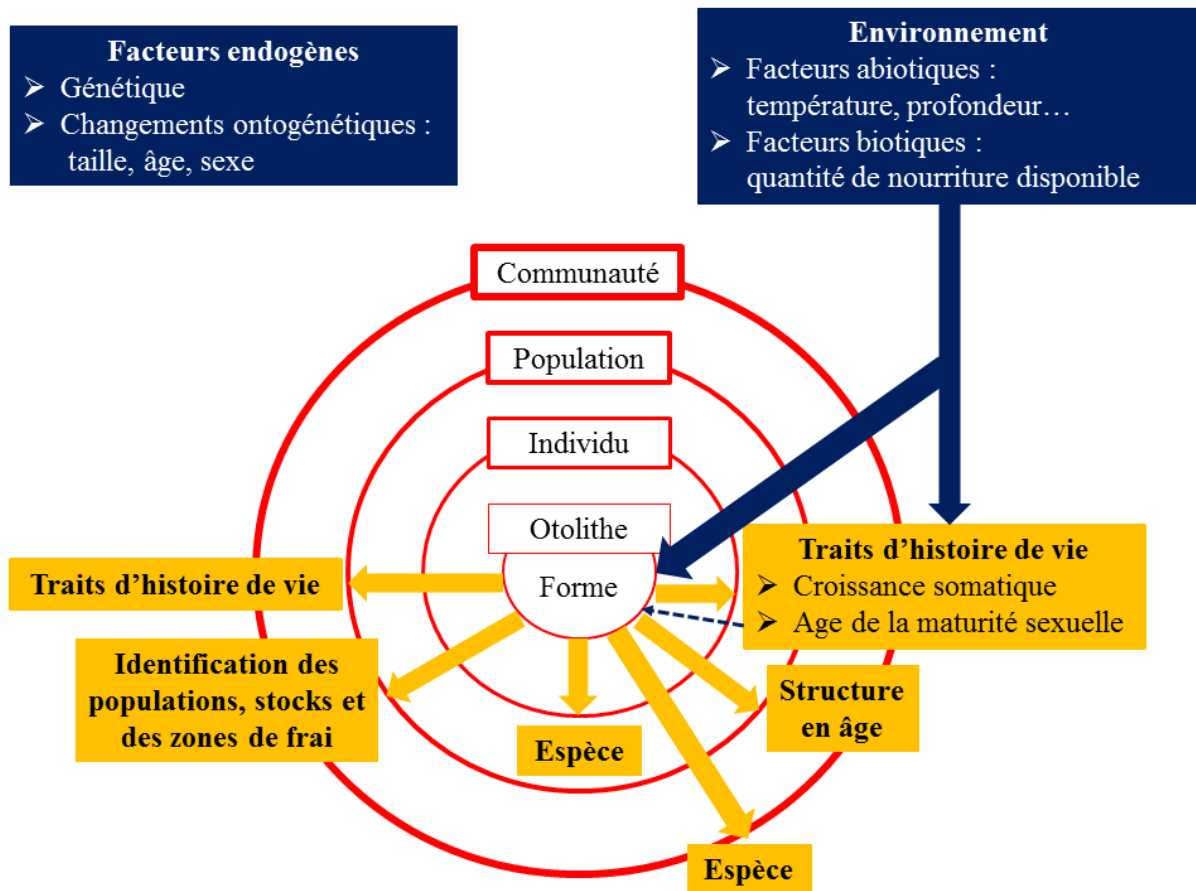 Facteurs endogènes
➢ Génétique
➢ Changements ontogénétiques :
taille, âge, sexe
Environnement
➢ Facteurs abiotiques :
température, profondeur…
➢ Facteurs biotiques :
quantité de nourriture disponible
Communauté
Population
Individu
Otolithe
Forme
Traits d’histoire de vie
Identification des
populations, stocks et
des zones de frai
Espèce
Espèce
Structure
en âge
Traits d’histoire de vie
➢ Croissance somatique
➢ Age de la maturité sexuelle